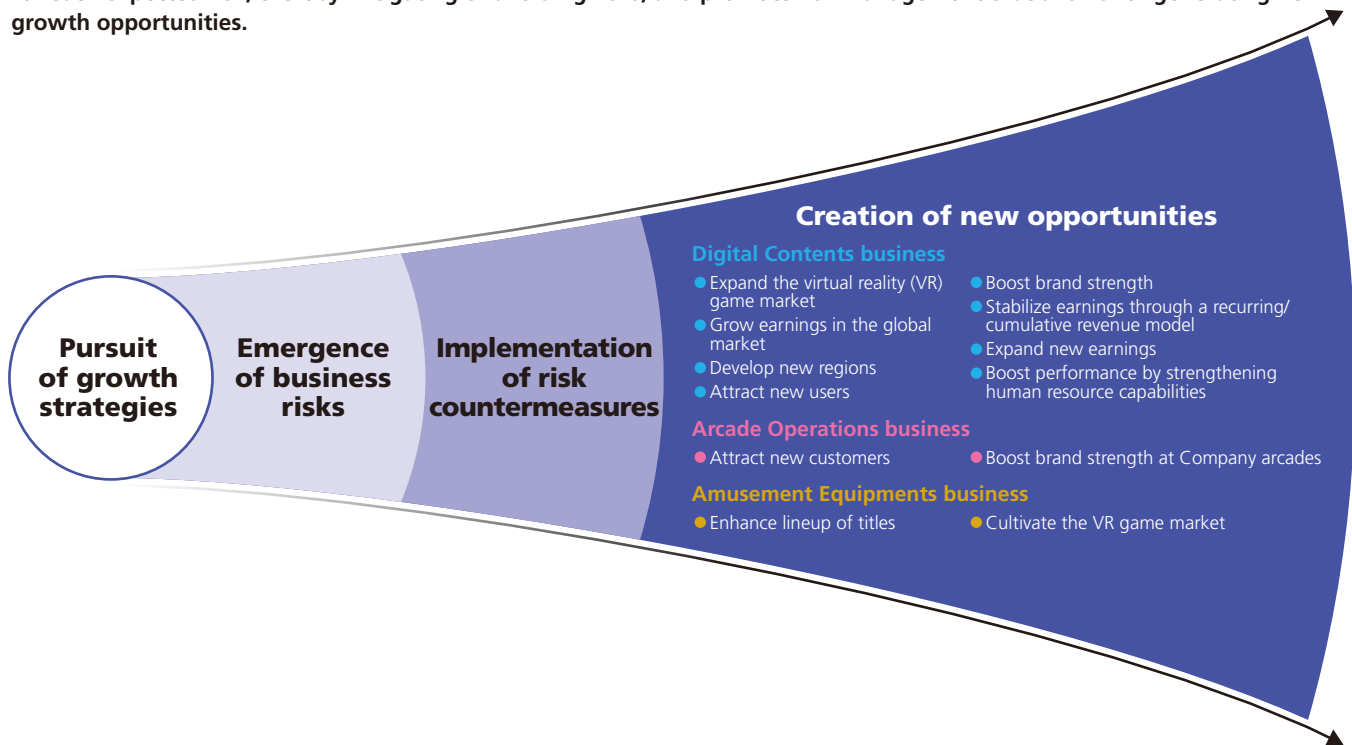 growth opportunities.
Pursuit
of growth
strategies
Emergence
of business
risks
Implementation
of risk
countermeasures
Creation of new opportunities
Digital Contents business
Expand the virtual reality (VR)
game market
Grow earnings in the global
market
Develop new regions
Attract new users
Boost brand strength
Stabilize earnings through a recurring/
cumulative revenue model
Expand new earnings
Boost performance by strengthening
human resource capabilities
Arcade Operations business
Attract new customers
Boost brand strength at Company arcades
Amusement Equipments business
Enhance lineup of titles
Cultivate the VR game market